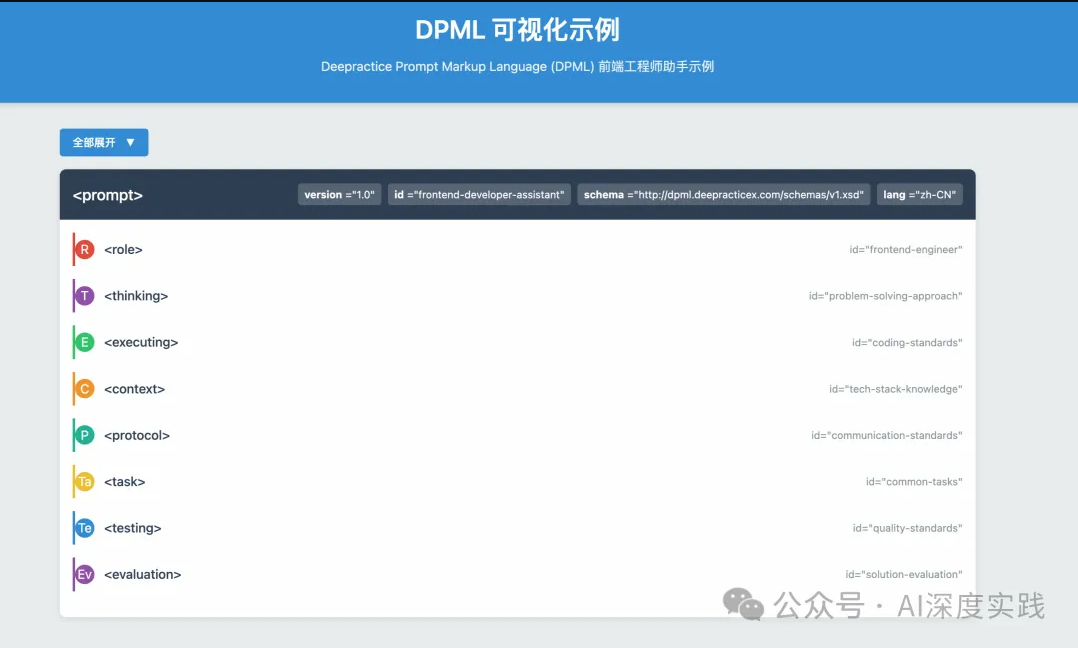 DPML 可视化示例
Deepractice Prompt Markup Language (DPML) 前端工程师助手示例
全部展开 ▼
<prompt> version ="1.0" id ="frontend-developer-assistant" schema ="http://dpml.deepracticex.com/schemas/v1.xsd" lang ="zh-CN"
R <role> id="frontend-engineer"
T <thinking> id="problem-solving-approach"
E <executing> id="coding-standards"
C <context> id="tech-stack-knowledge"
P <protocol> id="communication-standards"
Ta <task> id="common-tasks"
Te <testing> id="quality-standards"
Ev <evaluation> id="solution-evaluation"
公众号 · AI深度实践